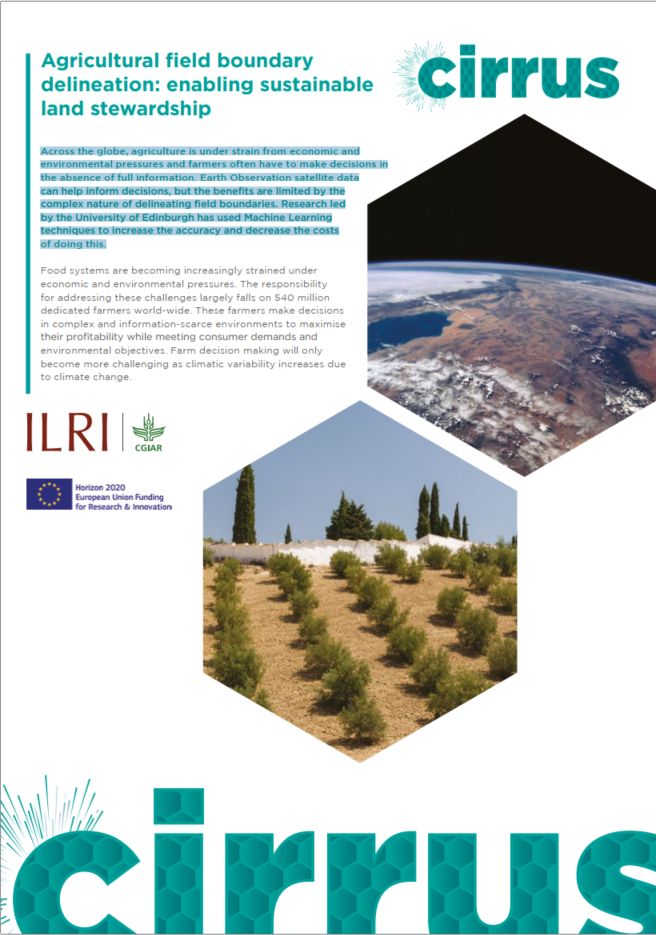 Agricultural field boundary
delineation: enabling sustainable
land stewardship
cirrus
Across the globe, agriculture is under strain from economic and
environmental pressures and farmers often have to make decisions in
the absence of full information. Earth Observation satellite data
can help inform decisions, but the benefits are limited by the
complex nature of delineating field boundaries. Research led
by the University of Edinburgh has used Machine Learning
techniques to increase the accuracy and decrease the costs
of doing this.
Food systems are becoming increasingly strained under
economic and environmental pressures. The responsibility
for addressing these challenges largely falls on 540 million
dedicated farmers world-wide. These farmers make decisions
in complex and information-scarce environments to maximise
their profitability while meeting consumer demands and
environmental objectives. Farm decision making will only
become more challenging as climatic variability increases due
to climate change.
ILRI
CGIAR
Horizon 2020
European Union Funding
for Research & Innovation
cirrus